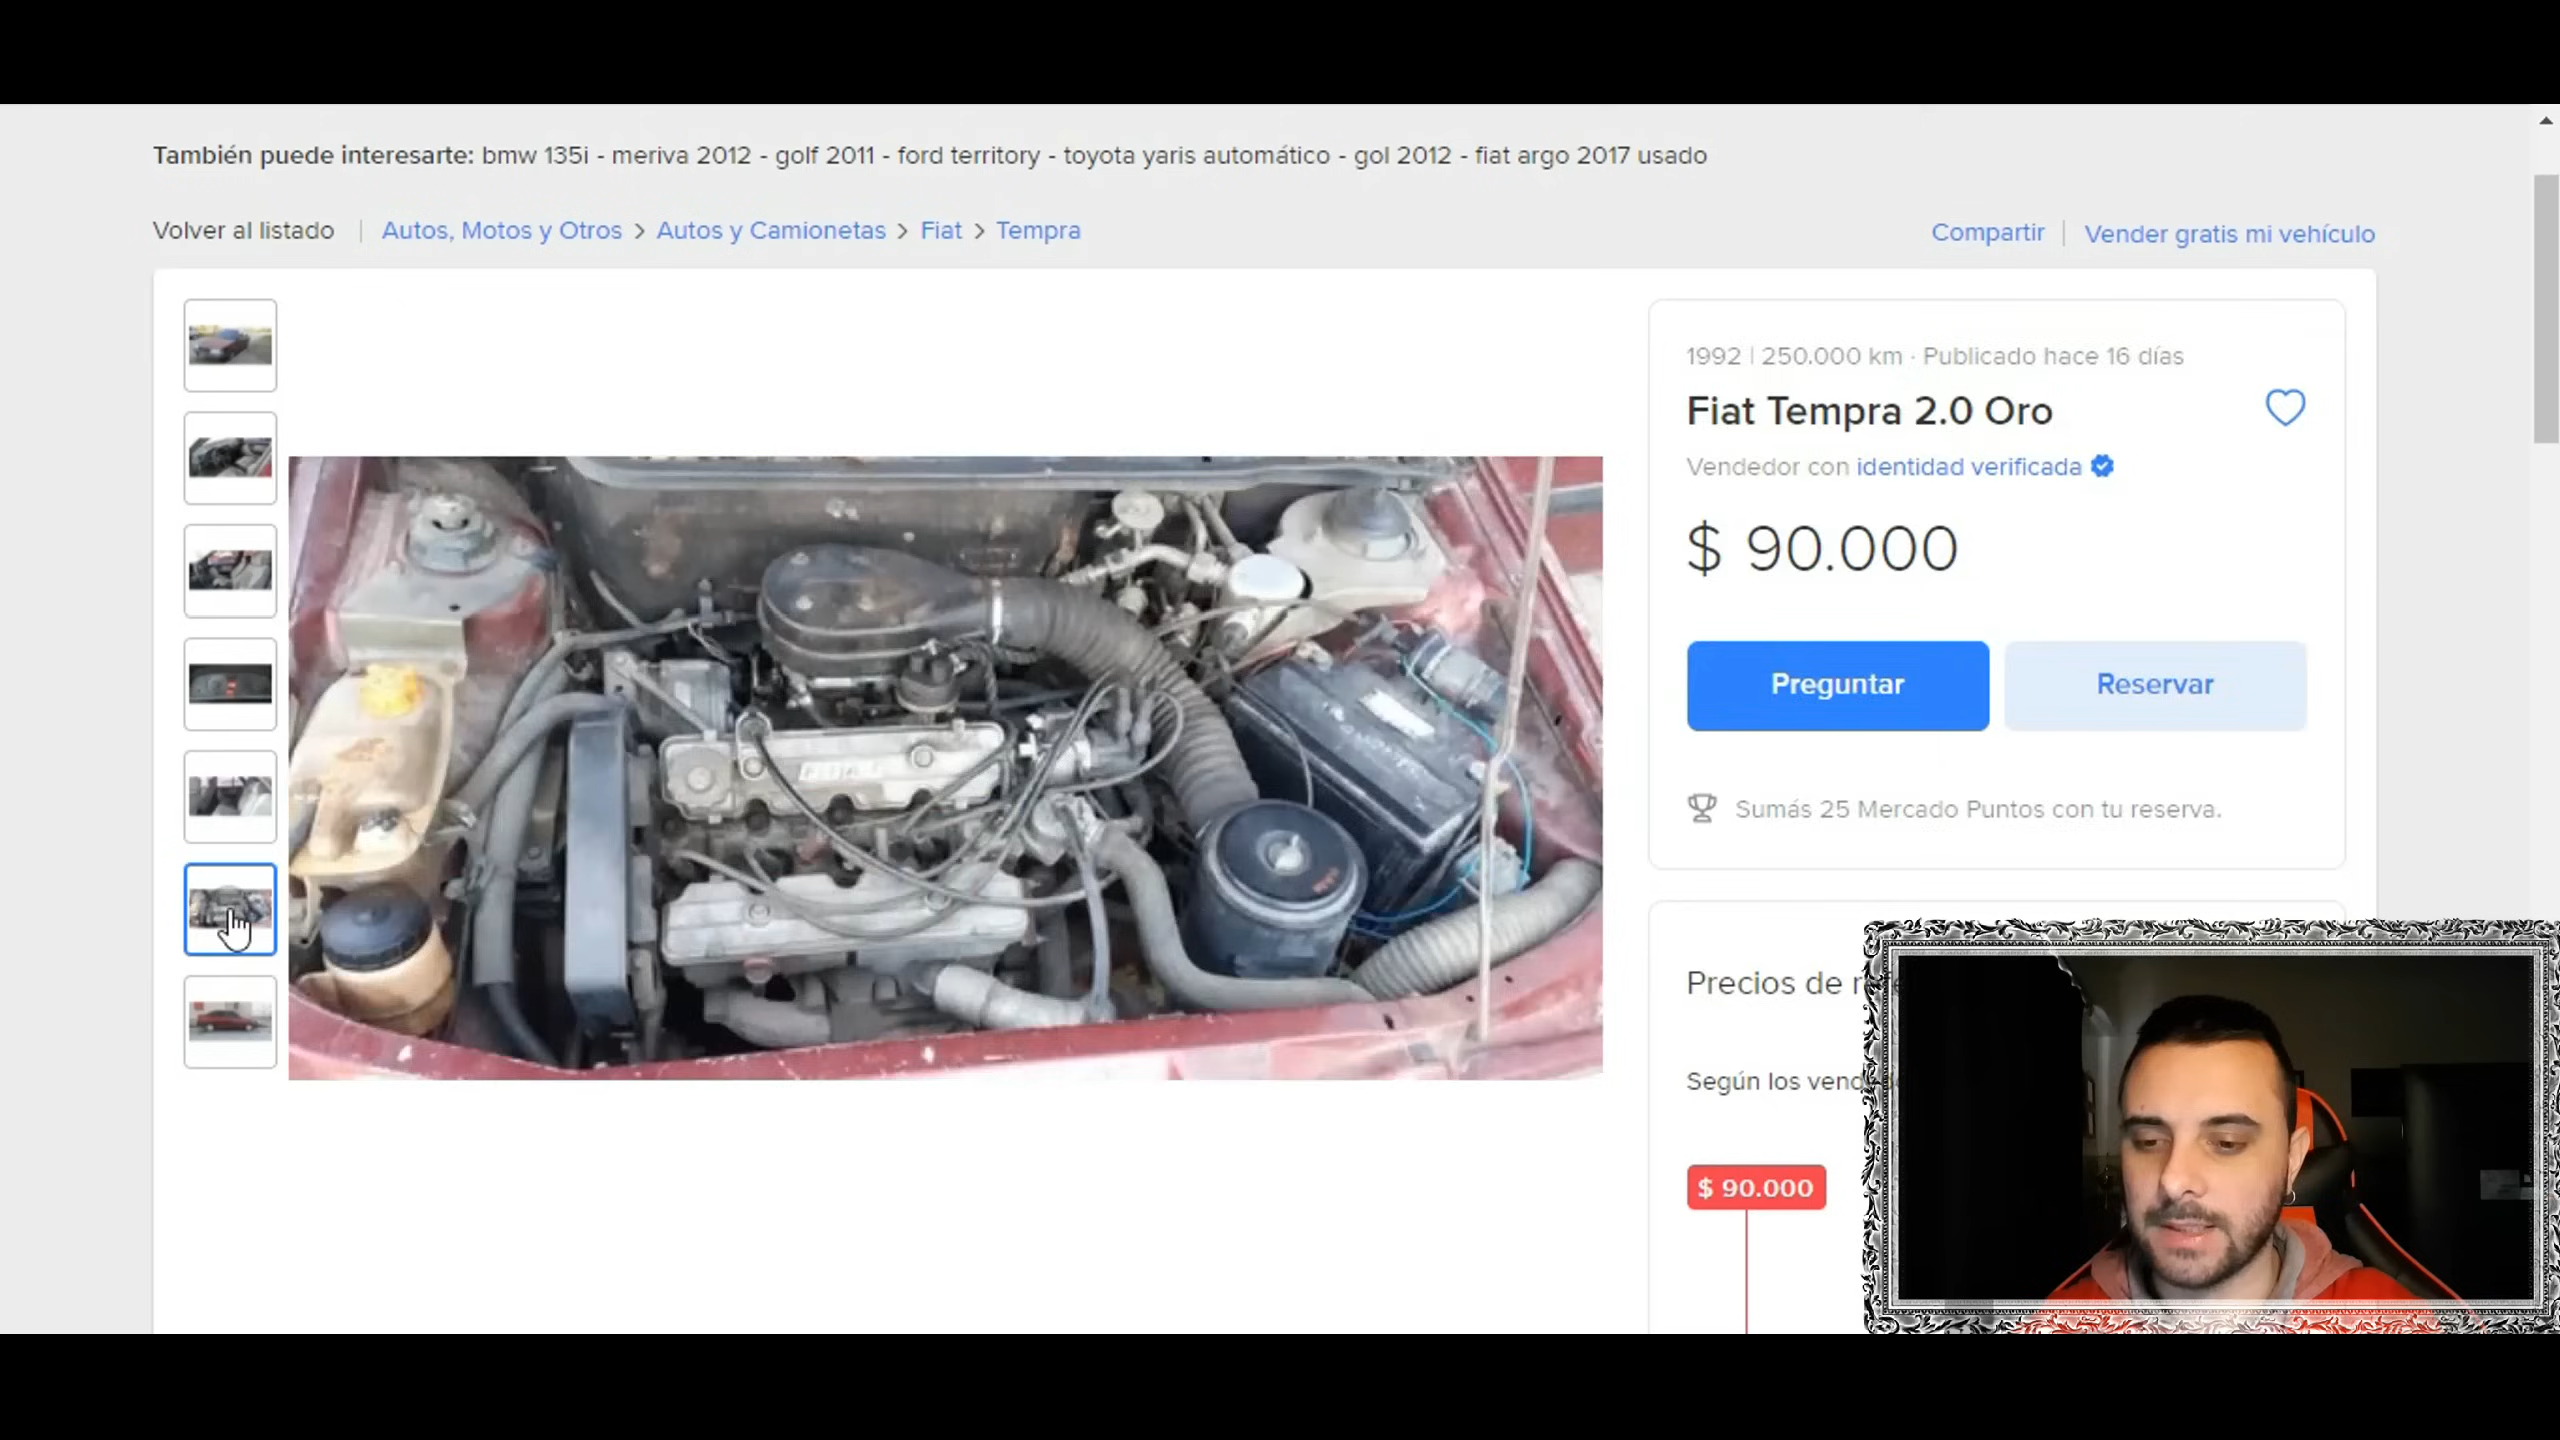 También puede interesarte: bmw 135i - meriva 2012 - golf 2011 - ford territory - toyota yaris automático - gol 2012 - fiat argo 2017 usado
Volver al listado | Autos, Motos y Otros > Autos y Camionetas > Fiat > Tempra
Compartir | Vender gratis mi vehículo
1992 | 250.000 km · Publicado hace 16 días
Fiat Tempra 2.0 Oro
Vendedor con identidad verificada
$ 90.000
Preguntar
Reservar
Sumás 25 Mercado Puntos con tu reserva.
Precios de
Según los
$ 90.000